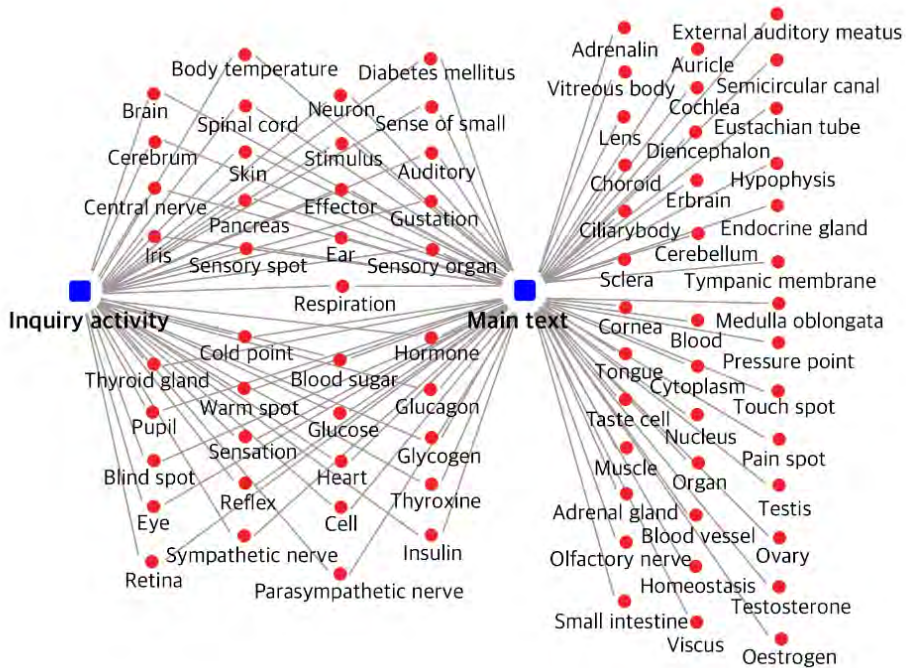 Body temperature
Diabetes mellitus
Brain
Neuron
Spinal cord
Sense of small
Cerebrum
Stimulus
Skin
Auditory
Central nerve
Effector
Pancreas
Gustation
Iris
Ear
Sensory spot
Sensory organ
Respiration
Inquiry activity
Main text
Cold point
Hormone
Thyroid gland
Blood sugar
Warm spot
Glucagon
Pupil
Glucose
Sensation
Glycogen
Blind spot
Heart
Reflex
Thyroxine
Eye
Cell
Sympathetic nerve
Insulin
Retina
Parasympathetic nerve
Adrenalin
External auditory meatus
Auricle
Vitreous body
Semicircular canal
Cochlea
Lens
Eustachian tube
Diencephalon
Choroid
Hypophysis
Erbrain
Ciliarybody
Endocrine gland
Cerebellum
Sclera
Tympanic membrane
Cornea
Medulla oblongata
Blood
Tongue
Pressure point
Cytoplasm
Taste cell
Touch spot
Nucleus
Muscle
Pain spot
Organ
Adrenal gland
Testis
Blood vessel
Olfactory nerve
Ovary
Homeostasis
Small intestine
Testosterone
Viscus
Oestrogen